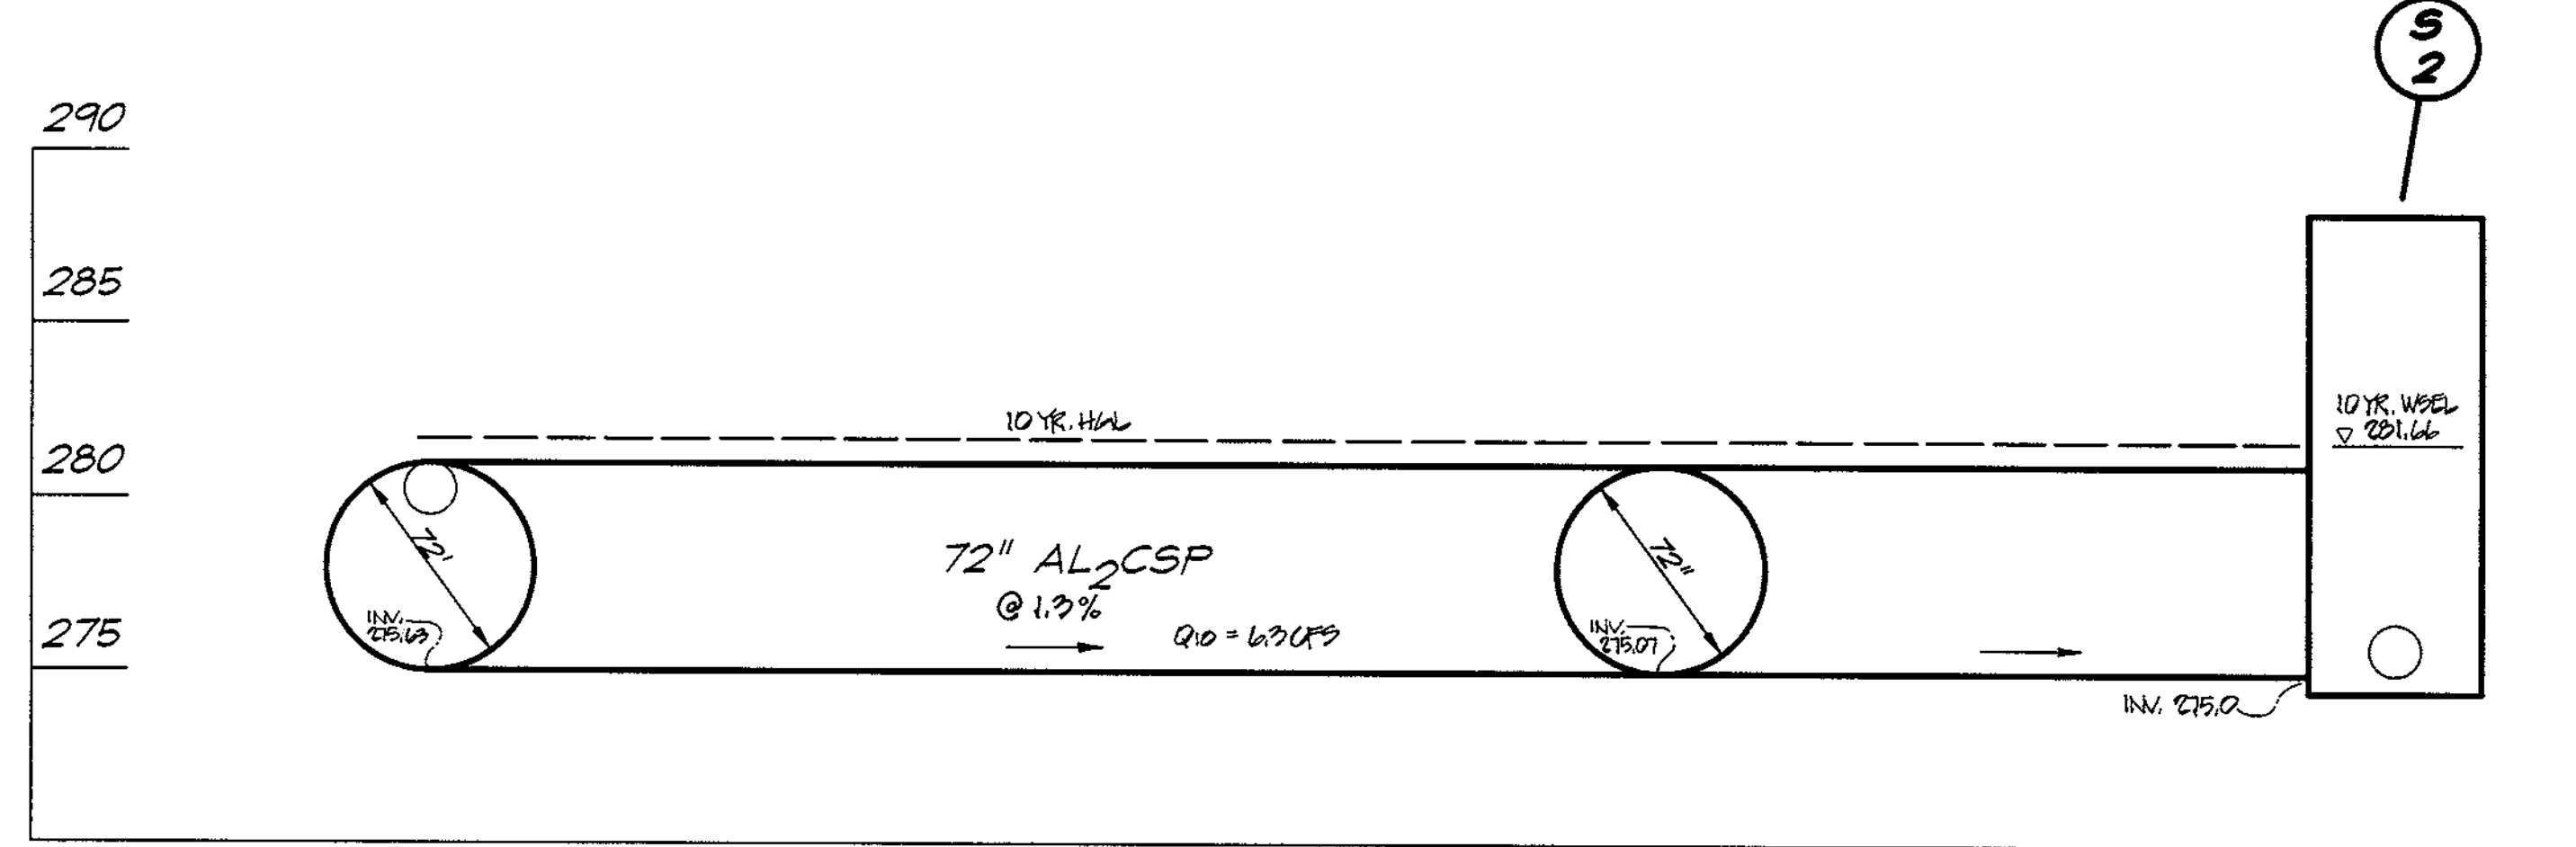 S
2
290
285
280
275
10 YR. HGL
10 YR. WSEL
281.66
72'
72" AL2CSP
@ 1.3%
Q10 = 6.3 CFS
INV.
275.63
72"
INV.
275.07
INV. 275.0